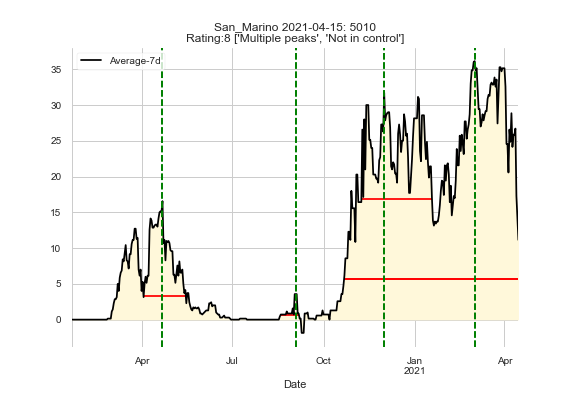 San_Marino 2021-04-15: 5010
Rating:8 ['Multiple peaks', 'Not in control']
Average-7d
35
30
25
20
15
10
5
0
Apr
Jul
Oct
Jan
2021
Apr
Date